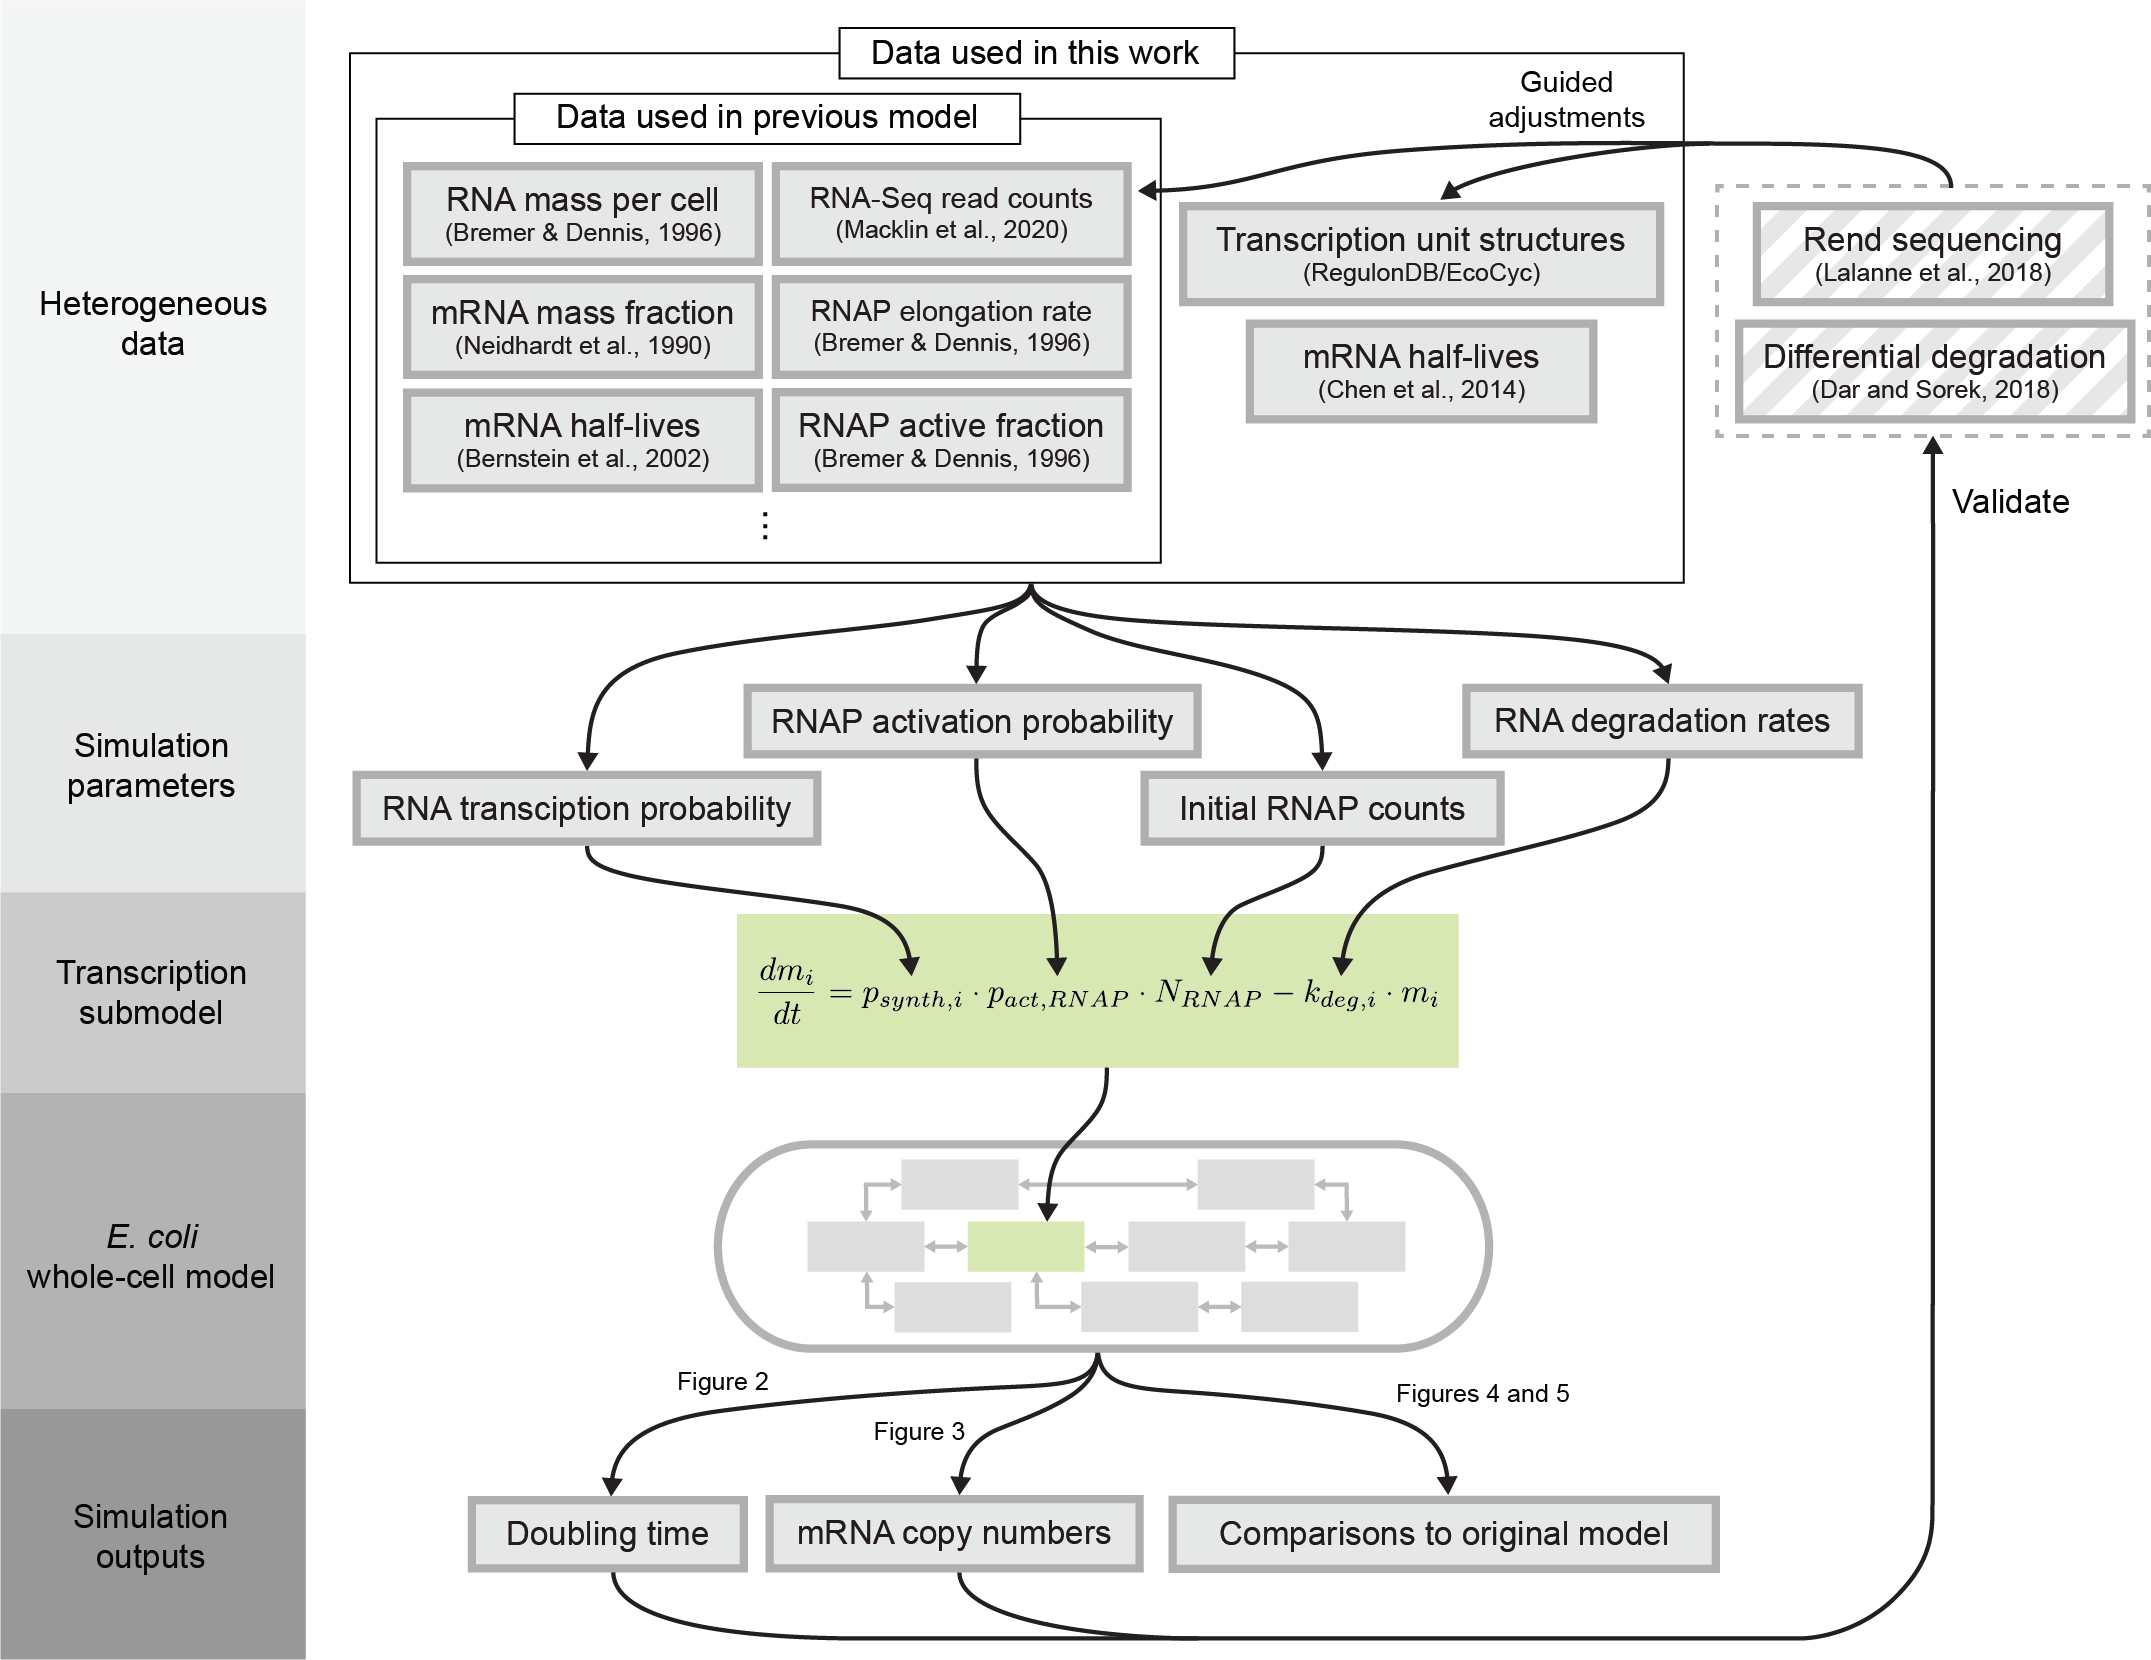 Heterogeneous
data
Data used in this work
Data used in previous model
RNA mass per cell
(Bremer & Dennis, 1996)
RNA-Seq read counts
(Macklin et al., 2020)
mRNA mass fraction
(Neidhardt et al., 1990)
RNAP elongation rate
(Bremer & Dennis, 1996)
mRNA half-lives
(Bernstein et al., 2002)
RNAP active fraction
(Bremer & Dennis, 1996)
⋮
Guided
adjustments
Transcription unit structures
(RegulonDB/EcoCyc)
mRNA half-lives
(Chen et al., 2014)
Rend sequencing
(Lalanne et al., 2018)
Differential degradation
(Dar and Sorek, 2018)
Validate
Simulation
parameters
RNAP activation probability
RNA degradation rates
RNA transciption probability
Initial RNAP counts
Transcription
submodel
\frac{dm_i}{dt} = p_{synth,i} \cdot p_{act,RNAP} \cdot N_{RNAP} - k_{deg,i} \cdot m_i
E. coli
whole-cell model
Figure 2
Figure 3
Figures 4 and 5
Simulation
outputs
Doubling time
mRNA copy numbers
Comparisons to original model